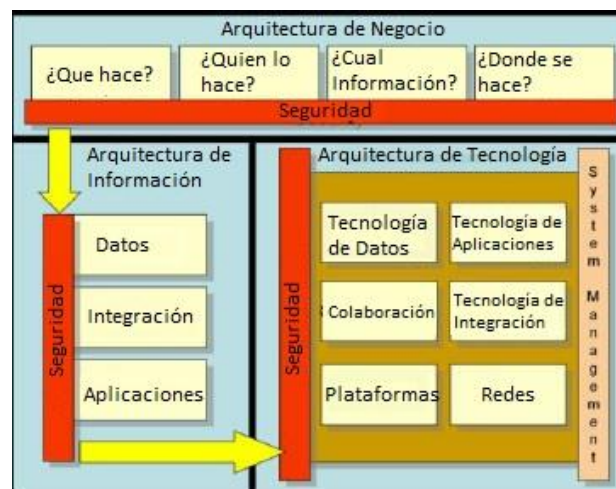 Arquitectura de Negocio
¿Que hace?
¿Quien lo
hace?
¿Cual
Información?
¿Donde se
hace?
Seguridad
Arquitectura de
Información
Seguridad
Datos
Integración
Aplicaciones
Arquitectura de Tecnología
Seguridad
Tecnología
de Datos
Tecnología de
Aplicaciones
Colaboración
Tecnología de
Integración
Plataformas
Redes
System Management